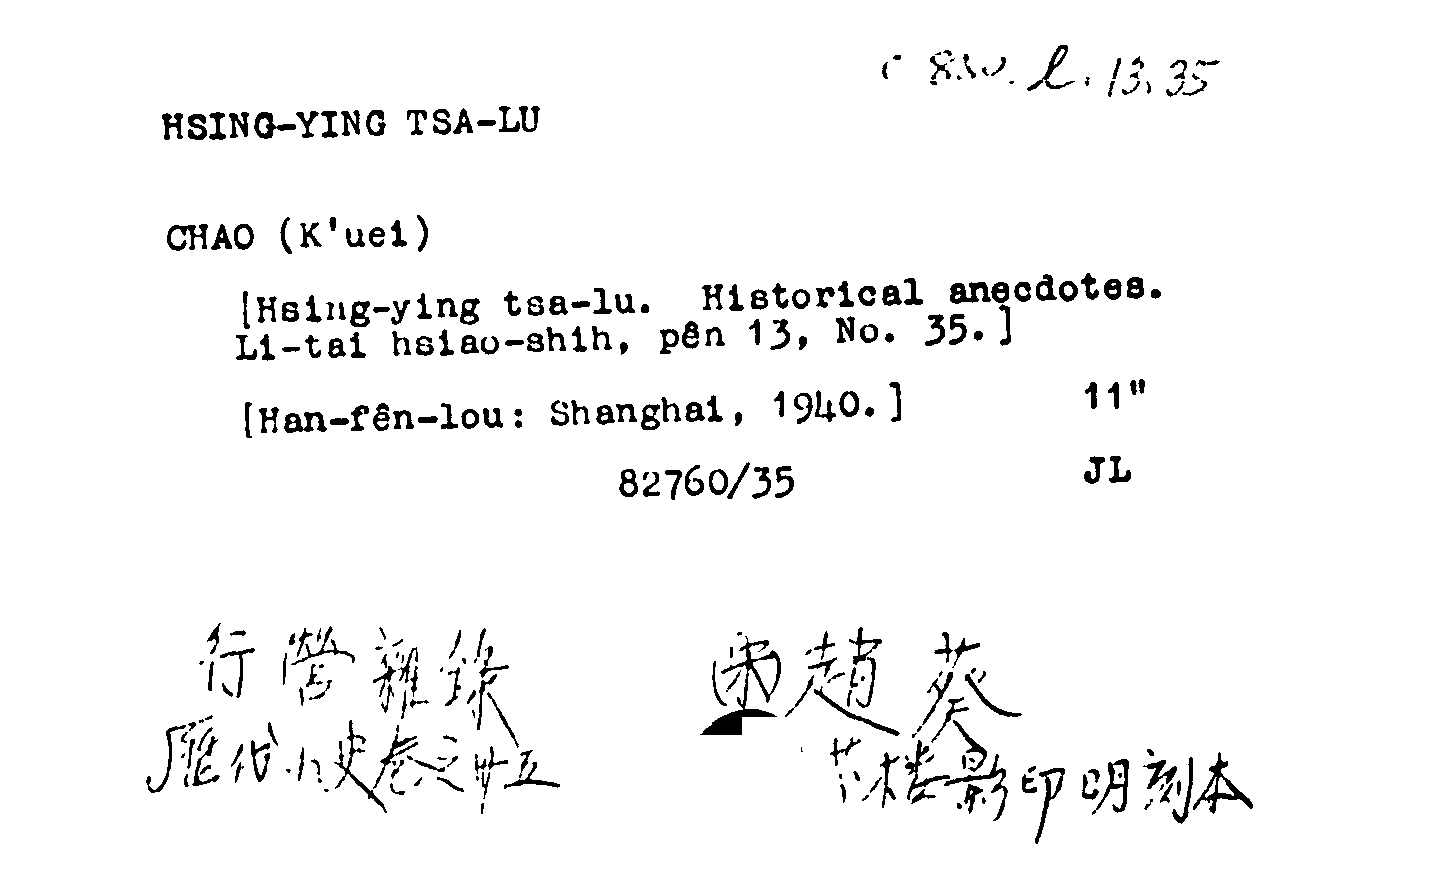 c 830. l. 13. 35
HSING-YING TSA-LU
CHAO (K'uei)
[Hsing-ying tsa-lu. Historical anecdotes.
Li-tai hsiao-shih, pên 13, No. 35.]
[Han-fên-lou: Shanghai, 1940.] 11"
82760/35 JL
行營雜錄 宋趙葵
歷代小史卷之卅五 芬楼影印明刻本